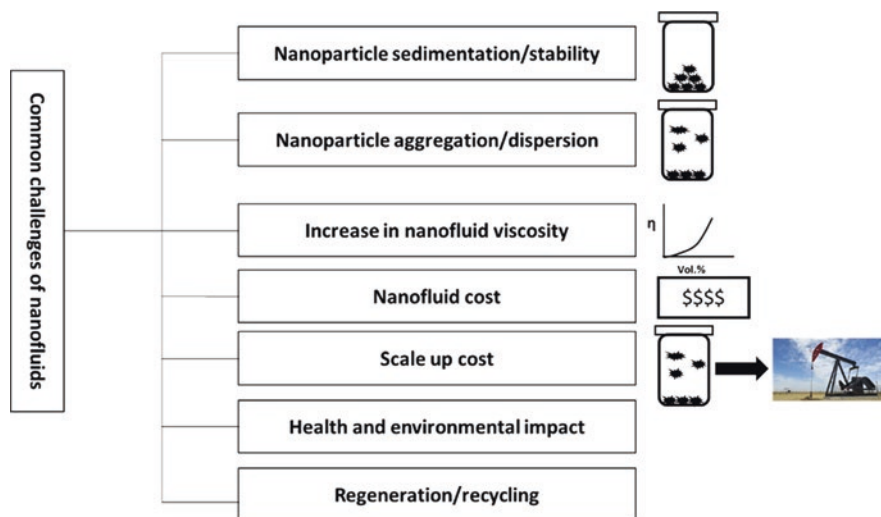 Common challenges of nanofluids
Nanoparticle sedimentation/stability
Nanoparticle aggregation/dispersion
Increase in nanofluid viscosity
η
Vol.%
Nanofluid cost
$$$$
Scale up cost
Health and environmental impact
Regeneration/recycling